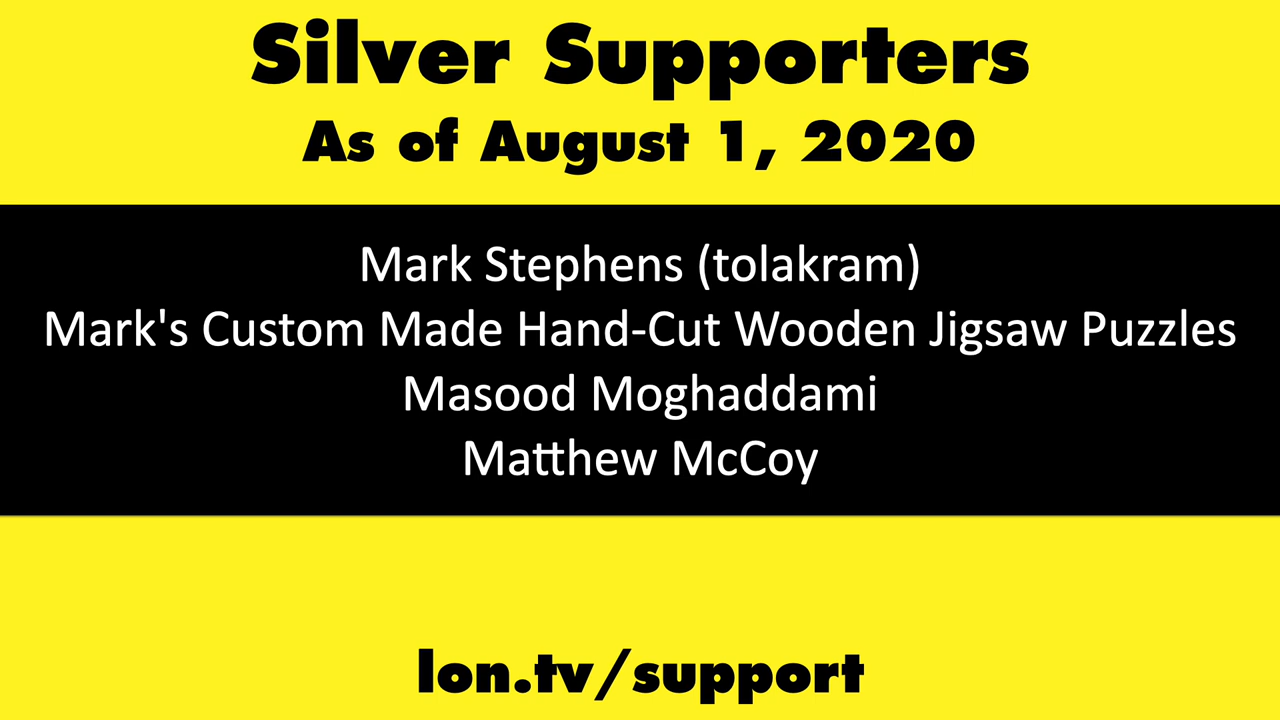 Silver Supporters
As of August 1, 2020
Mark Stephens (tolakram)
Mark's Custom Made Hand-Cut Wooden Jigsaw Puzzles
Masood Moghaddami
Matthew McCoy
lon.tv/support